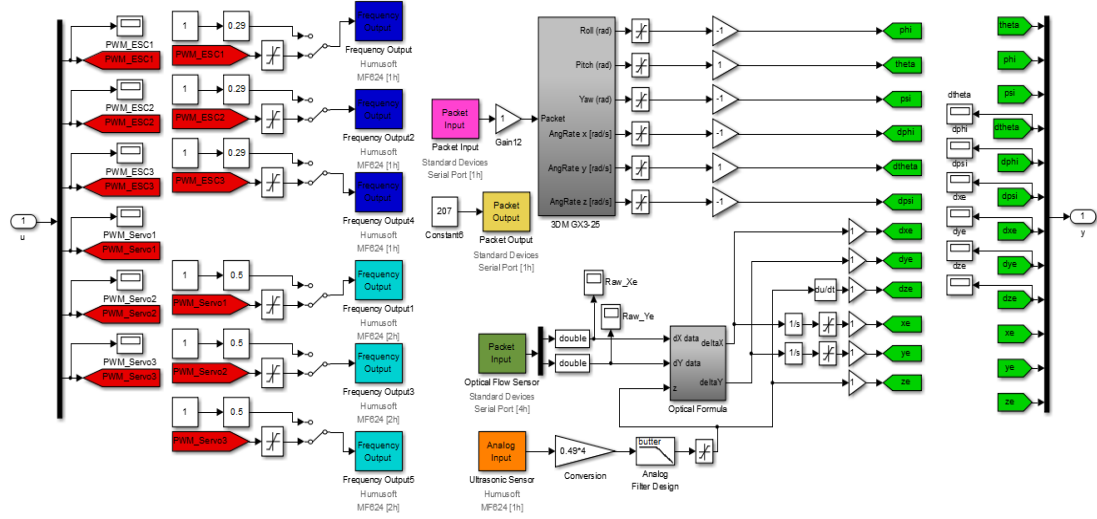 1
u
PWM_ESC1
PWM_ESC1
PWM_ESC2
PWM_ESC2
PWM_ESC3
PWM_ESC3
PWM_Servo1
PWM_Servo1
PWM_Servo2
PWM_Servo2
PWM_Servo3
PWM_Servo3
1
0.29
PWM_ESC1
Frequency
Output
Frequency Output
Humusoft
MF624 [1h]
1
0.29
PWM_ESC2
Frequency
Output
Frequency Output2
Humusoft
MF624 [1h]
1
0.29
PWM_ESC3
Frequency
Output
Frequency Output4
Humusoft
MF624 [1h]
1
0.5
PWM_Servo1
Frequency
Output
Frequency Output1
Humusoft
MF624 [2h]
1
0.5
PWM_Servo2
Frequency
Output
Frequency Output3
Humusoft
MF624 [2h]
1
0.5
PWM_Servo3
Frequency
Output
Frequency Output5
Humusoft
MF624 [2h]
Packet
Input
Packet Input
Standard Devices
Serial Port [1h]
1
Gain12
207
Constant6
Packet
Output
Packet Output
Standard Devices
Serial Port [1h]
Packet
Roll (rad)
Pitch (rad)
Yaw (rad)
AngRate x [rad/s]
AngRate y [rad/s]
AngRate z [rad/s]
3DM GX3-25
-1
phi
1
theta
-1
psi
-1
dphi
1
dtheta
-1
dpsi
1
dxe
1
dye
du/dt
1
dze
1/s
1
xe
1/s
1
ye
1
ze
Raw_Xe
Raw_Ye
Packet
Input
Optical Flow Sensor
Standard Devices
Serial Port [4h]
double
double
dX data
dY data
z
deltaX
deltaY
Optical Formula
Analog
Input
Ultrasonic Sensor
Humusoft
MF624 [1h]
0.49*4
Conversion
butter
Analog
Filter Design
theta
phi
psi
dtheta
dtheta
dphi
dphi
dpsi
dpsi
dxe
dxe
dye
dye
dze
dze
xe
ye
ze
1
y